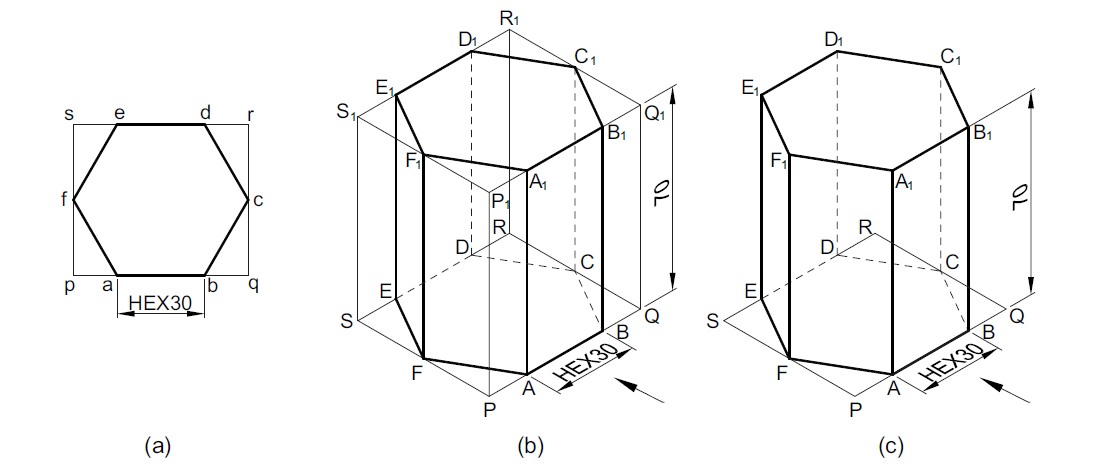 s e d r
f c
p a b q
HEX30
(a)
R1
D1
C1
E1
S1
Q1
B1
F1
A1
P1
70
R
D
C
E
S
Q
B
F
HEX30
A
P
(b)
D1
C1
E1
B1
F1
A1
70
R
D
C
E
S
Q
B
F
HEX30
A
P
(c)